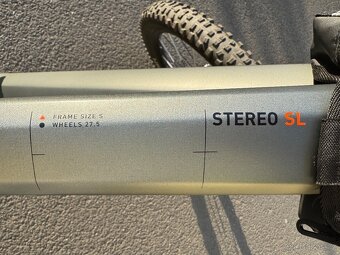 FRAME SIZE S
WHEELS 27.5
STEREO SL